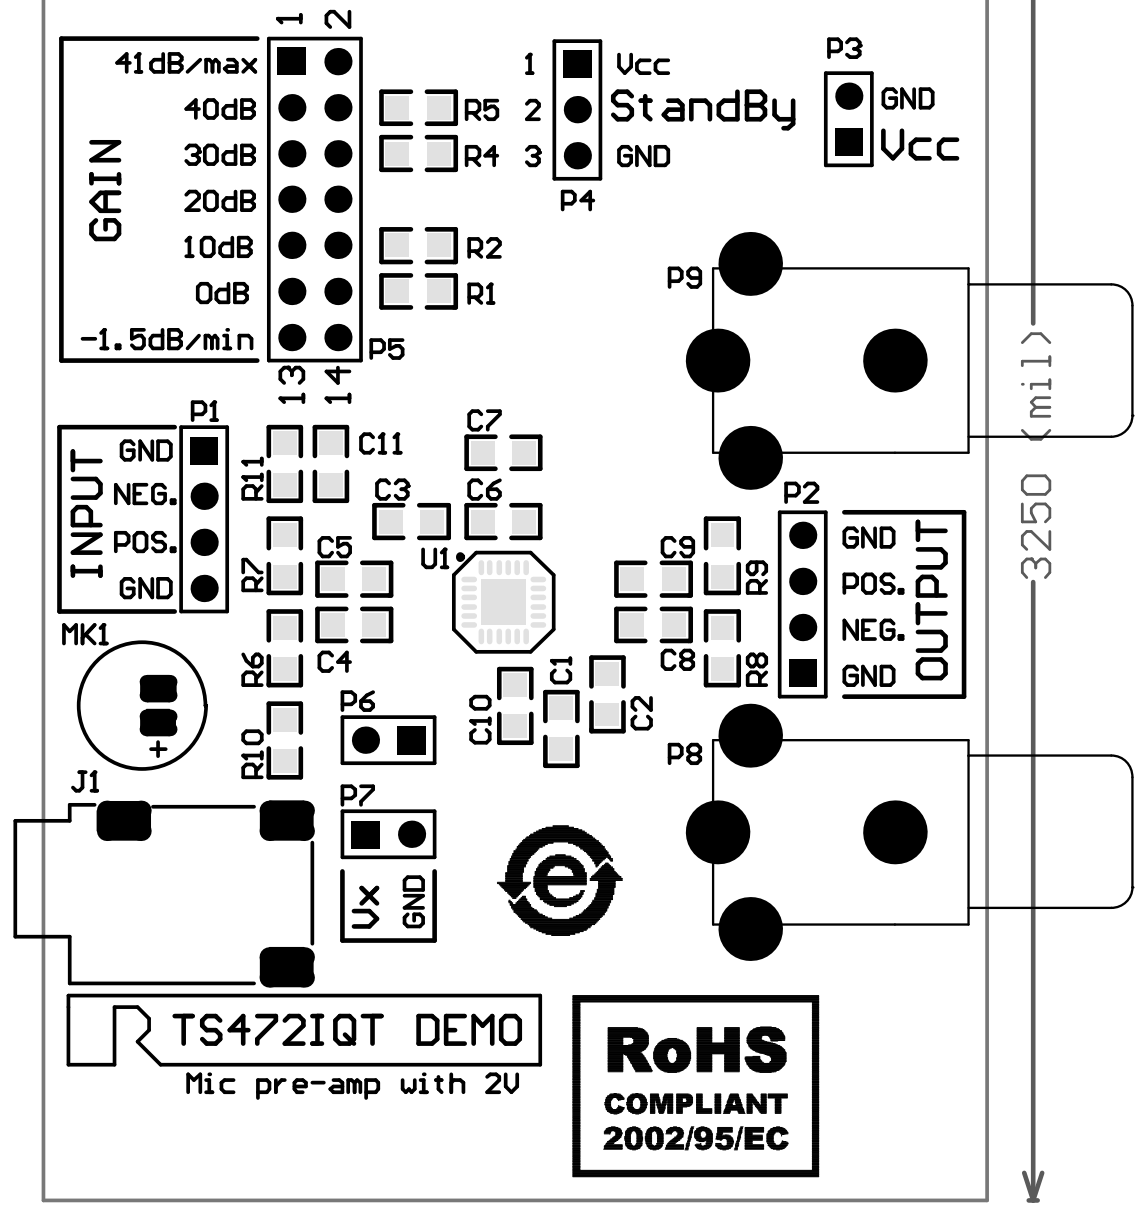 1 2
41dB/max
40dB
30dB
20dB
10dB
0dB
-1.5dB/min
GAIN
P5
13 14
R5
R4
R2
R1
1 Vcc
2 StandBy
3 GND
P4
P3
GND
Vcc
P9
3250 (mil)
P1
GND
NEG.
POS.
GND
INPUT
R11
C11
C7
C3
C6
C5
U1
R7
C4
R6
C9
R9
C8
R8
P2
GND
POS.
NEG.
GND
OUTPUT
MK1
+
R10
P6
C10
C1
C2
P8
J1
P7
Vx
GND
e
TS472IQT DEMO
Mic pre-amp with 2V
RoHS
COMPLIANT
2002/95/EC